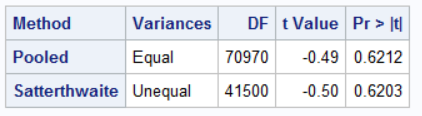 Method Variances DF t Value Pr > |t|
Pooled Equal 70970 -0.49 0.6212
Satterthwaite Unequal 41500 -0.50 0.6203